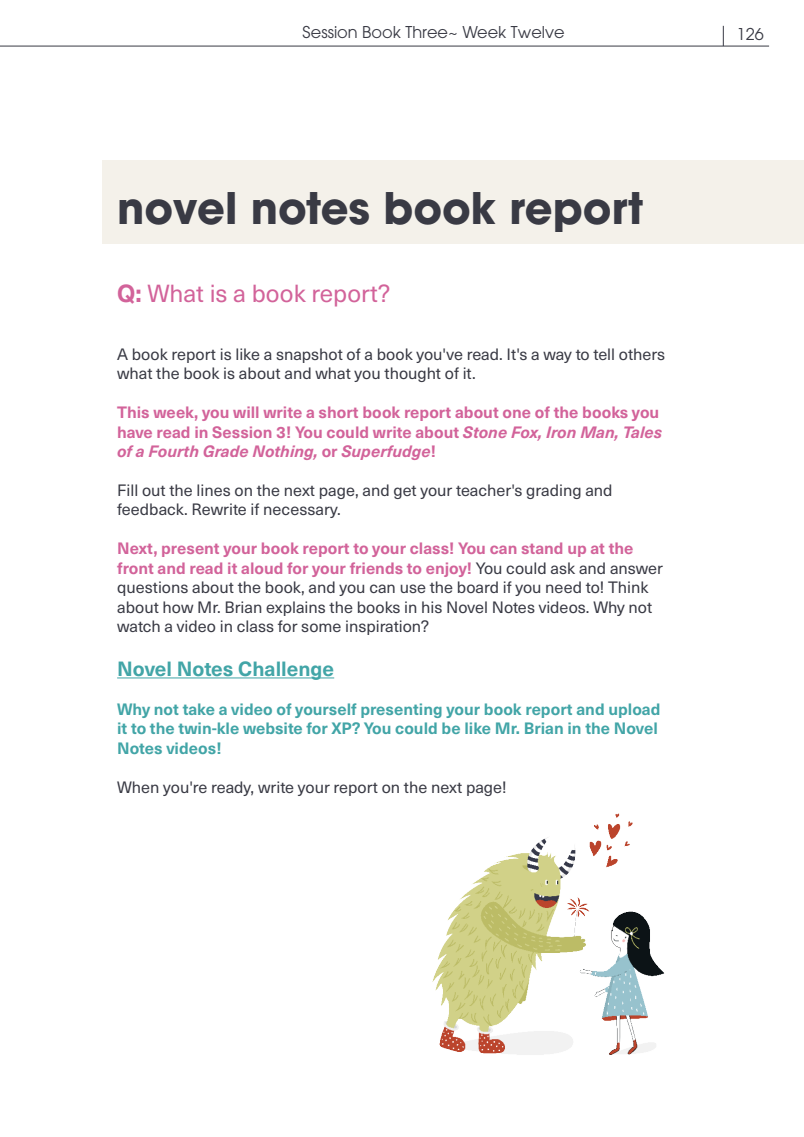 Session Book Three~ Week Twelve
126
novel notes book report
Q: What is a book report?
A book report is like a snapshot of a book you've read. It's a way to tell others
what the book is about and what you thought of it.
This week, you will write a short book report about one of the books you
have read in Session 3! You could write about Stone Fox, Iron Man, Tales
of a Fourth Grade Nothing, or Superfudge!
Fill out the lines on the next page, and get your teacher's grading and
feedback. Rewrite if necessary.
Next, present your book report to your class! You can stand up at the
front and read it aloud for your friends to enjoy! You could ask and answer
questions about the book, and you can use the board if you need to! Think
about how Mr. Brian explains the books in his Novel Notes videos. Why not
watch a video in class for some inspiration?
Novel Notes Challenge
Why not take a video of yourself presenting your book report and upload
it to the twin-kle website for XP? You could be like Mr. Brian in the Novel
Notes videos!
When you're ready, write your report on the next page!